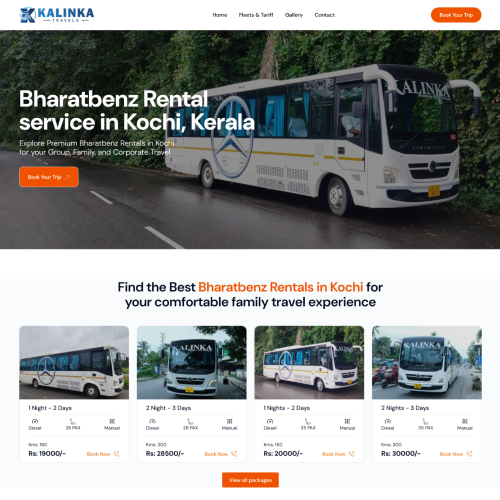 KALINKA
TRAVELS
Home Fleets & Tariff Gallery Contact Book Your Trip
KALINKA
Bharatbenz Rental
service in Kochi, Kerala
Explore Premium Bharatbenz Rentals in Kochi
for your Group, Family, and Corporate Travel
Book Your Trip
Find the Best Bharatbenz Rentals in Kochi for
your comfortable family travel experience
KALINKA
KALINKA
KALINKA
1 Night - 2 Days
Diesel 28 PAX Manual
Kms: 160
Rs: 19000/- Book Now
2 Night - 3 Days
Diesel 28 PAX Manual
Kms: 300
Rs: 28500/- Book Now
1 Nights - 2 Days
Diesel 35 PAX Manual
Kms: 160
Rs: 20000/- Book Now
2 Nights - 3 Days
Diesel 35 PAX Manual
Kms: 300
Rs: 30000/- Book Now
View all packages